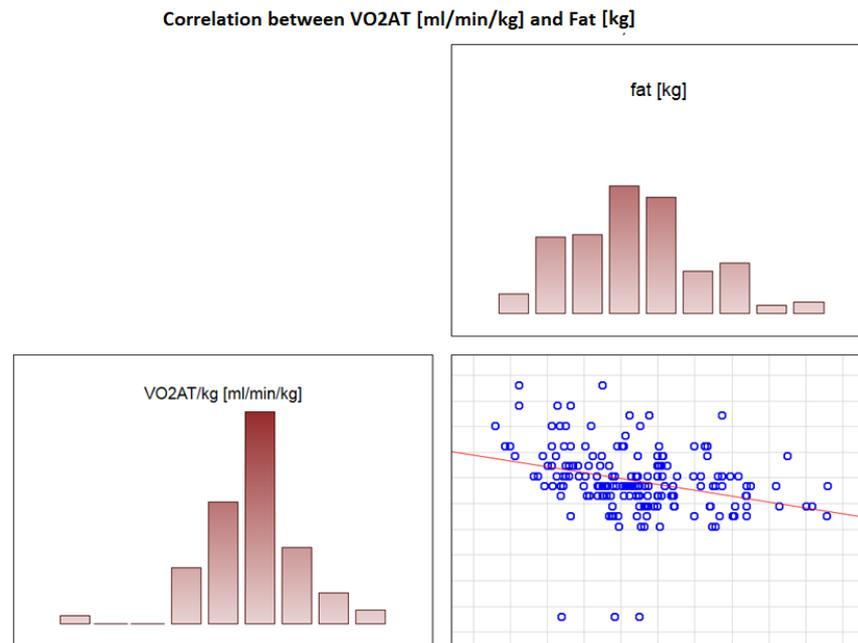 Correlation between VO2AT [ml/min/kg] and Fat [kg]
fat [kg]
VO2AT/kg [ml/min/kg]